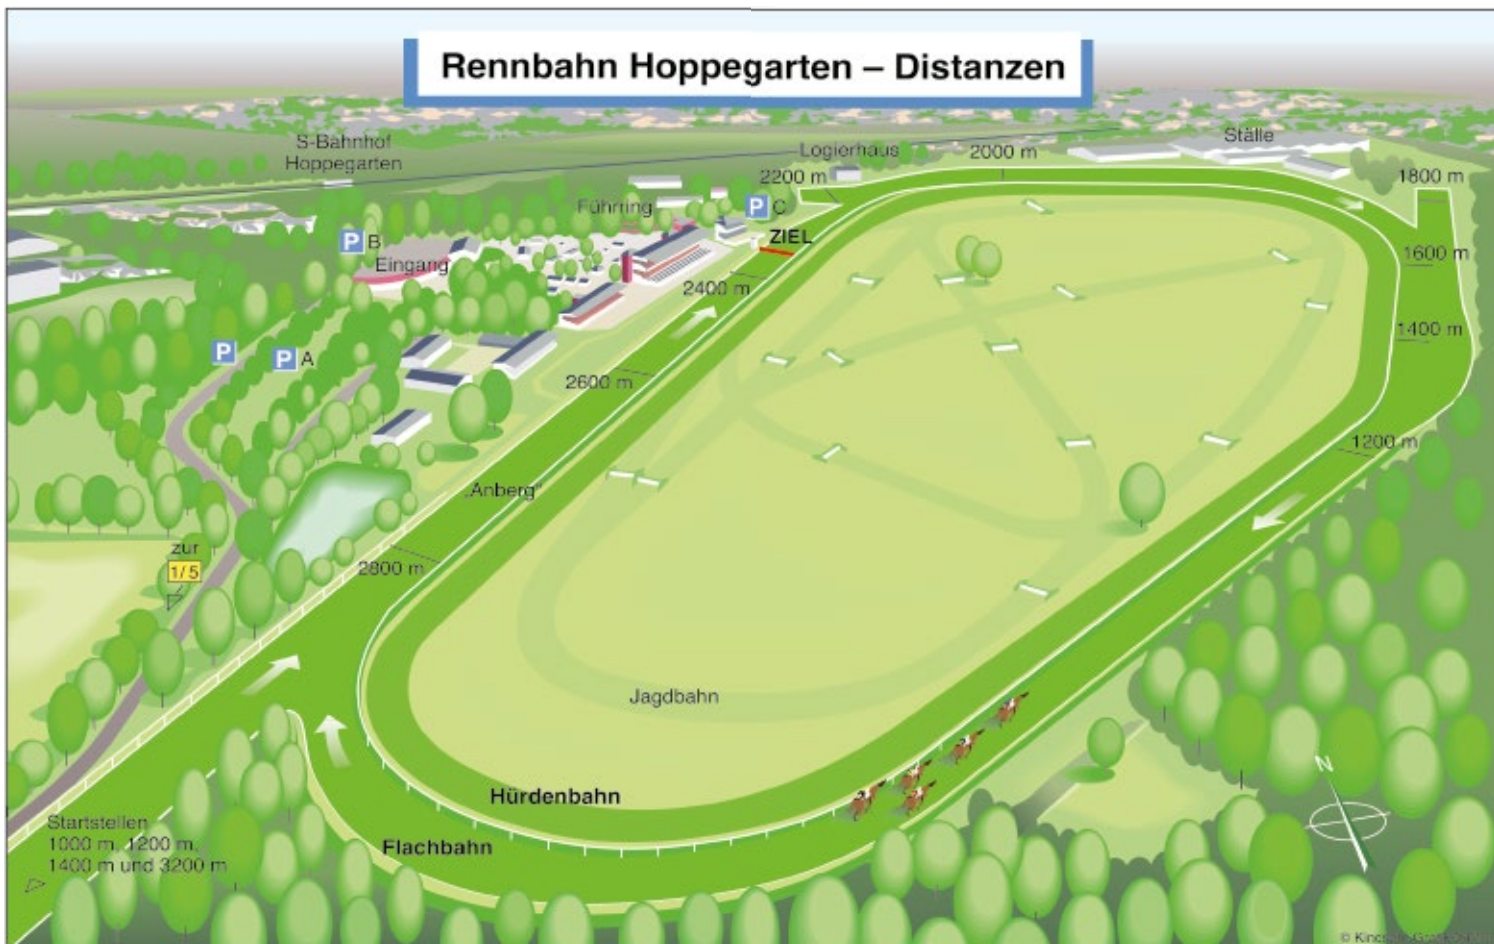 Rennbahn Hoppegarten – Distanzen
S-Bahnhof
Hoppegarten
Logierhaus
2000 m
Ställe
2200 m
1800 m
Führring
P C
ZIEL
P B
Eingang
1600 m
2400 m
1400 m
P
P A
2600 m
1200 m
„Anberg"
zur
1/5
2800 m
Jagdbahn
N
Hürdenbahn
Startstellen
1000 m, 1200 m,
1400 m und 3200 m
Flachbahn